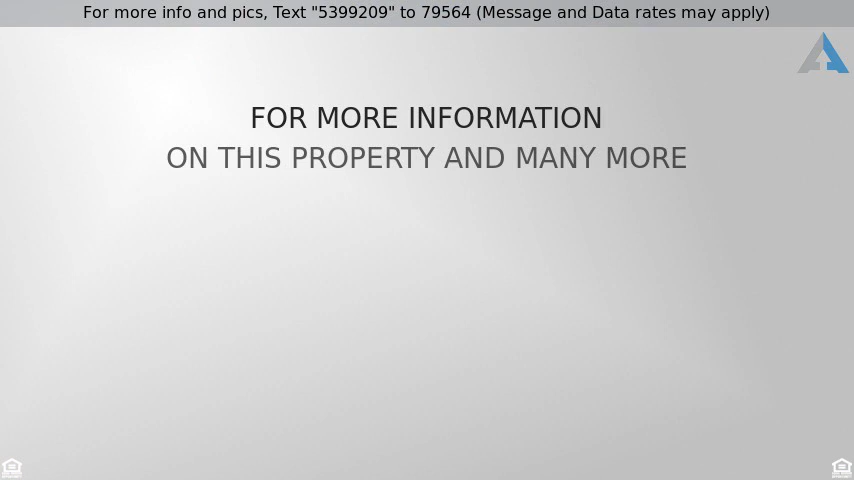 For more info and pics, Text "5399209" to 79564 (Message and Data rates may apply)
FOR MORE INFORMATION
ON THIS PROPERTY AND MANY MORE